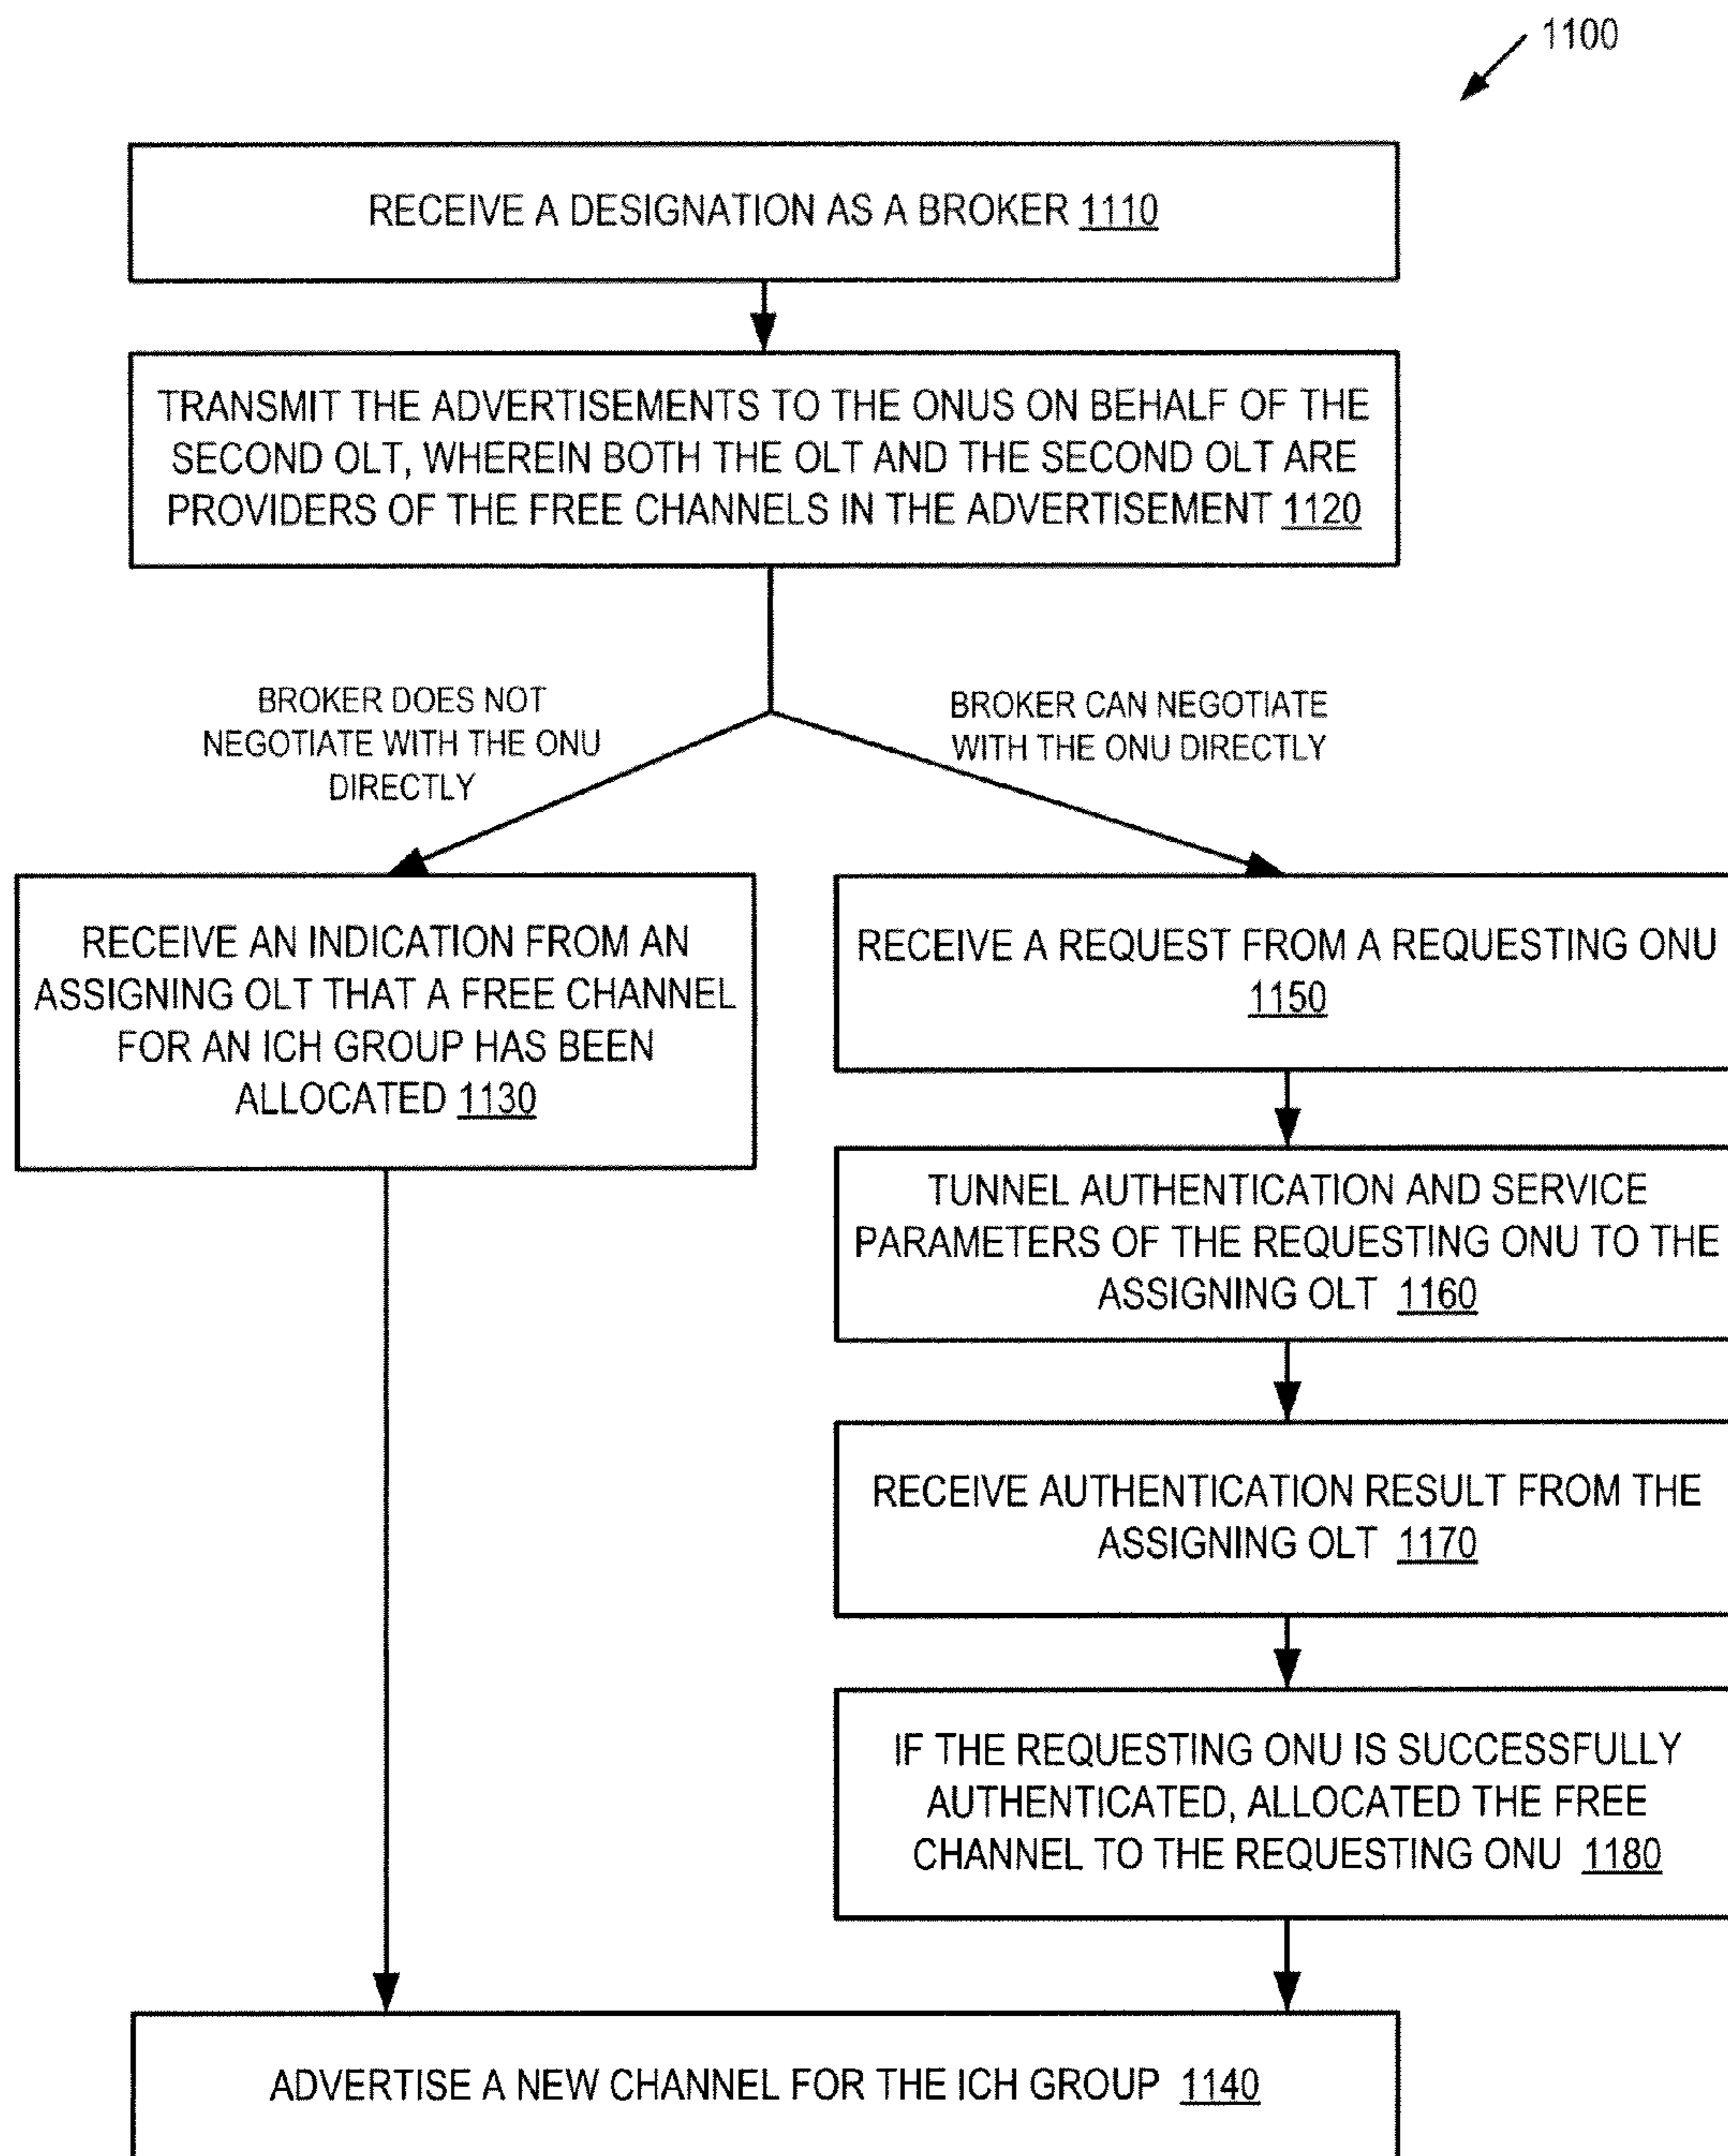 1100
RECEIVE A DESIGNATION AS A BROKER 1110
TRANSMIT THE ADVERTISEMENTS TO THE ONUS ON BEHALF OF THE
SECOND OLT, WHEREIN BOTH THE OLT AND THE SECOND OLT ARE
PROVIDERS OF THE FREE CHANNELS IN THE ADVERTISEMENT 1120
BROKER DOES NOT
NEGOTIATE WITH THE ONU
DIRECTLY
BROKER CAN NEGOTIATE
WITH THE ONU DIRECTLY
RECEIVE AN INDICATION FROM AN
ASSIGNING OLT THAT A FREE CHANNEL
FOR AN ICH GROUP HAS BEEN
ALLOCATED 1130
RECEIVE A REQUEST FROM A REQUESTING ONU
1150
TUNNEL AUTHENTICATION AND SERVICE
PARAMETERS OF THE REQUESTING ONU TO THE
ASSIGNING OLT 1160
RECEIVE AUTHENTICATION RESULT FROM THE
ASSIGNING OLT 1170
IF THE REQUESTING ONU IS SUCCESSFULLY
AUTHENTICATED, ALLOCATED THE FREE
CHANNEL TO THE REQUESTING ONU 1180
ADVERTISE A NEW CHANNEL FOR THE ICH GROUP 1140